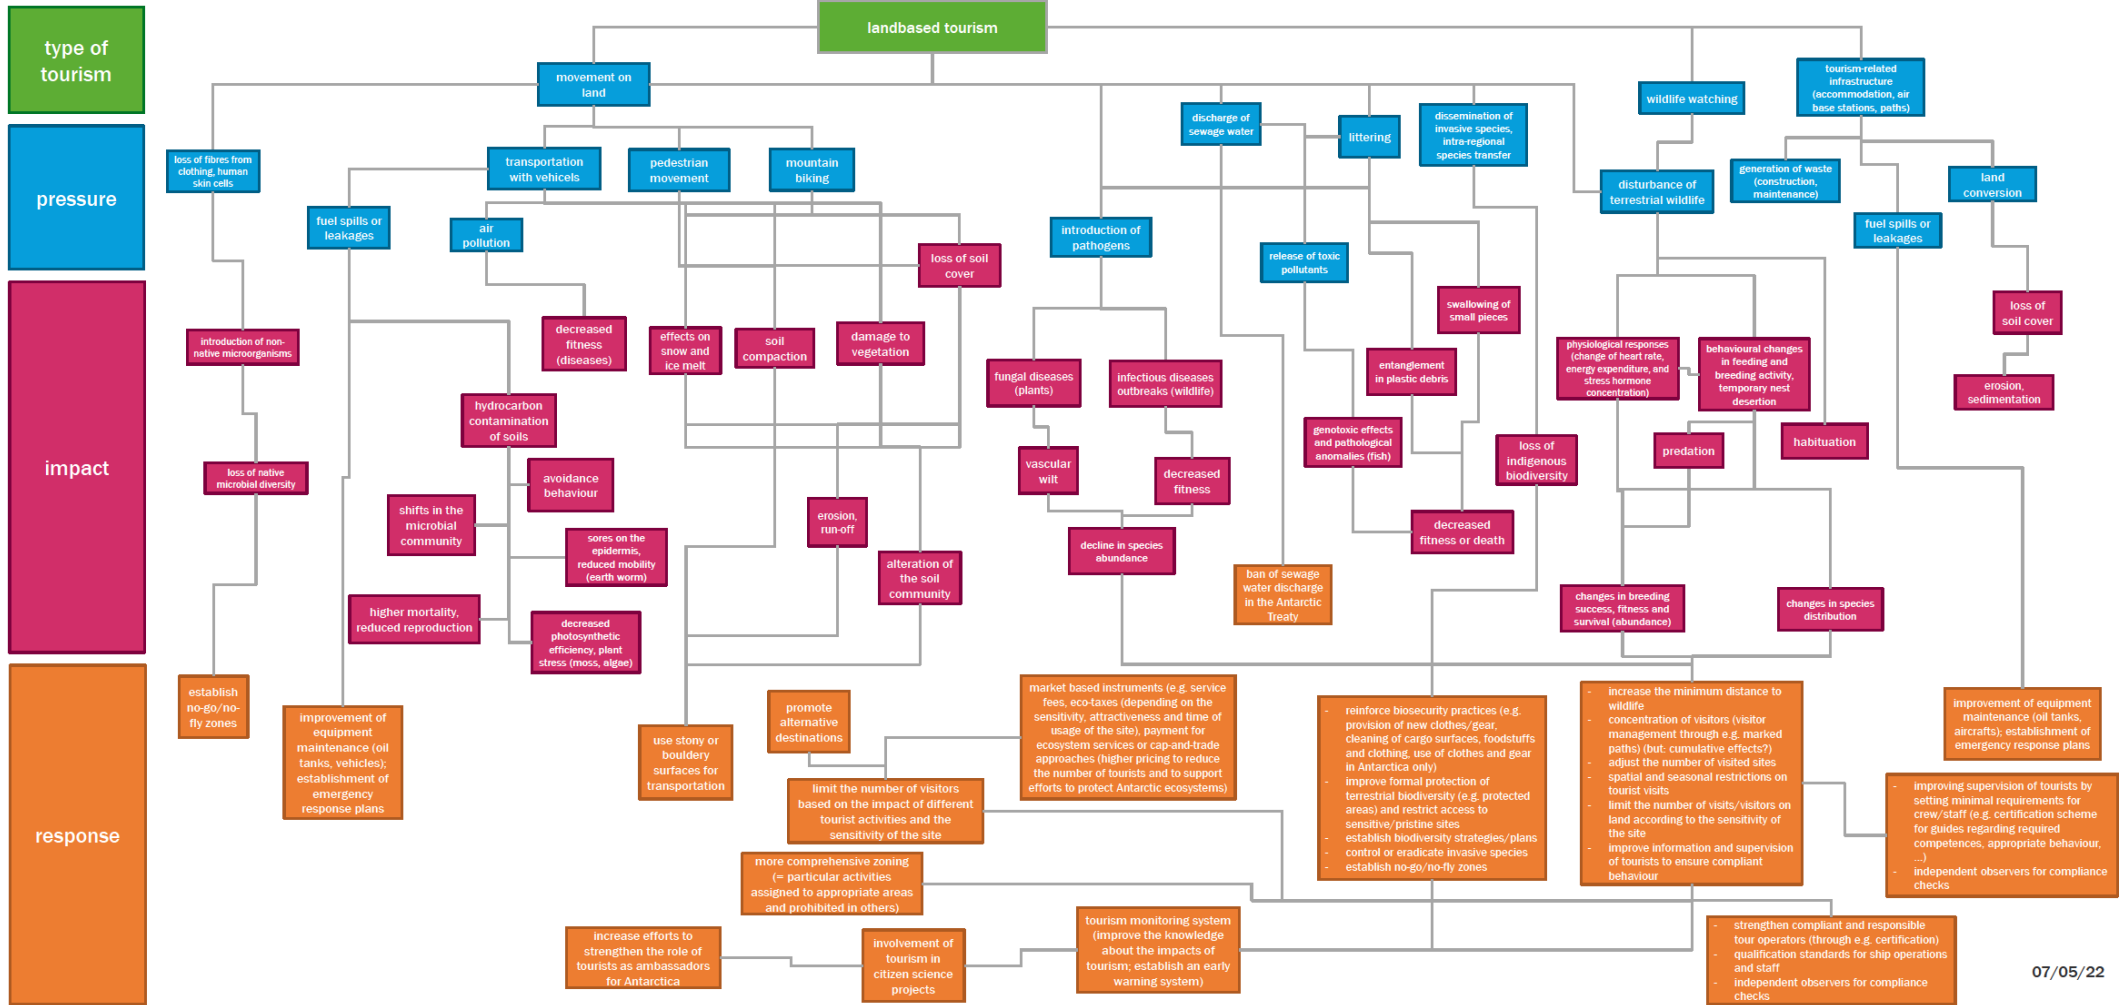 type of
tourism
pressure
impact
response
landbased tourism
movement on
land
wildlife watching
tourism-related
infrastructure
(accommodation, air
base stations, paths)
discharge of
sewage water
littering
dissemination of
invasive species,
intra-regional
species transfer
loss of fibres from
clothing, human
skin cells
transportation
with vehicels
pedestrian
movement
mountain
biking
disturbance of
terrestrial wildlife
generation of waste
(construction,
maintenance)
land
conversion
fuel spills or
leakages
air
pollution
introduction of
pathogens
release of toxic
pollutants
fuel spills or
leakages
loss of soil
cover
swallowing of
small pieces
loss of
soil cover
introduction of non-
native microorganisms
decreased
fitness
(diseases)
effects on
snow and
ice melt
soil
compaction
damage to
vegetation
fungal diseases
(plants)
infectious diseases
outbreaks (wildlife)
entanglement
in plastic debris
physiological responses
(change of heart rate,
energy expenditure, and
stress hormone
concentration)
behavioural changes
in feeding and
breeding activity,
temporary nest
desertion
erosion,
sedimentation
hydrocarbon
contamination
of soils
genotoxic effects
and pathological
anomalies (fish)
loss of
indigenous
biodiversity
predation
habituation
loss of native
microbial diversity
avoidance
behaviour
vascular
wilt
decreased
fitness
shifts in the
microbial
community
erosion,
run-off
decreased
fitness or death
sores on the
epidermis,
reduced mobility
(earth worm)
decline in species
abundance
alteration of
the soil
community
ban of sewage
water discharge
in the Antarctic
Treaty
changes in breeding
success, fitness and
survival (abundance)
changes in species
distribution
higher mortality,
reduced reproduction
decreased
photosynthetic
efficiency, plant
stress (moss, algae)
establish
no-go/no-
fly zones
improvement of
equipment
maintenance (oil
tanks, vehicles);
establishment of
emergency
response plans
use stony or
bouldery
surfaces for
transportation
promote
alternative
destinations
market based instruments (e.g. service
fees, eco-taxes (depending on the
sensitivity, attractiveness and time of
usage of the site), payment for
ecosystem services or cap-and-trade
approaches (higher pricing to reduce
the number of tourists and to support
efforts to protect Antarctic ecosystems)
limit the number of visitors
based on the impact of different
tourist activities and the
sensitivity of the site
- reinforce biosecurity practices (e.g.
provision of new clothes/gear,
cleaning of cargo surfaces, foodstuffs
and clothing, use of clothes and gear
in Antarctica only)
- improve formal protection of
terrestrial biodiversity (e.g. protected
areas) and restrict access to
sensitive/pristine sites
- establish biodiversity strategies/plans
- control or eradicate invasive species
- establish no-go/no-fly zones
- increase the minimum distance to
wildlife
- concentration of visitors (visitor
management through e.g. marked
paths) (but: cumulative effects?)
- adjust the number of visited sites
- spatial and seasonal restrictions on
tourist visits
- limit the number of visits/visitors on
land according to the sensitivity of
the site
- improve information and supervision
of tourists to ensure compliant
behaviour
improvement of equipment
maintenance (oil tanks,
aircrafts); establishment of
emergency response plans
- improving supervision of tourists by
setting minimal requirements for
crew/staff (e.g. certification scheme
for guides regarding required
competences, appropriate behaviour,
...)
- independent observers for compliance
checks
more comprehensive zoning
(= particular activities
assigned to appropriate areas
and prohibited in others)
increase efforts to
strengthen the role of
tourists as ambassadors
for Antarctica
involvement of
tourism in
citizen science
projects
tourism monitoring system
(improve the knowledge
about the impacts of
tourism; establish an early
warning system)
- strengthen compliant and responsible
tour operators (through e.g. certification)
- qualification standards for ship operations
and staff
- independent observers for compliance
checks
07/05/22